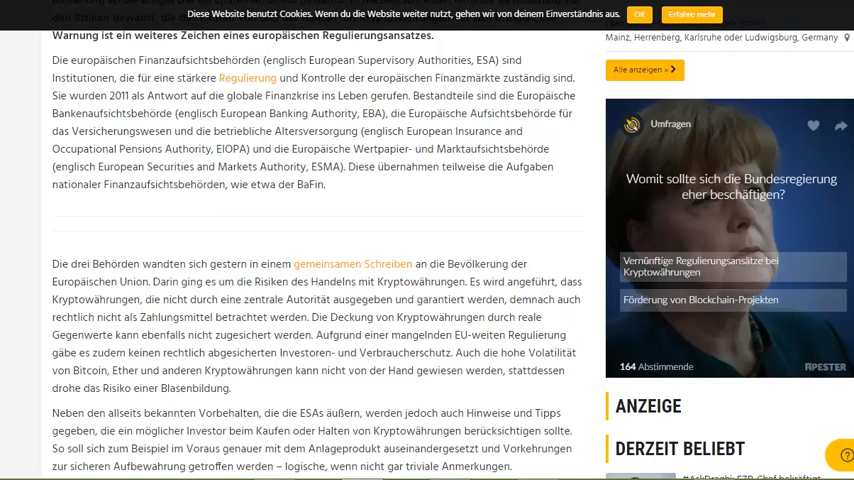 Diese Website benutzt Cookies. Wenn du die Website weiter nutzt, gehen wir von deinem Einverständnis aus.
OK
Erfahre mehr
Warnung ist ein weiteres Zeichen eines europäischen Regulierungsansatzes.
Die europäischen Finanzaufsichtsbehörden (englisch European Supervisory Authorities, ESA) sind
Institutionen, die für eine stärkere Regulierung und Kontrolle der europäischen Finanzmärkte zuständig sind.
Sie wurden 2011 als Antwort auf die globale Finanzkrise ins Leben gerufen. Bestandteile sind die Europäische
Bankenaufsichtsbehörde (englisch European Banking Authority, EBA), die Europäische Aufsichtsbehörde für
das Versicherungswesen und die betriebliche Altersversorgung (englisch European Insurance and
Occupational Pensions Authority, EIOPA) und die Europäische Wertpapier- und Marktaufsichtsbehörde
(englisch European Securities and Markets Authority, ESMA). Diese übernahmen teilweise die Aufgaben
nationaler Finanzaufsichtsbehörden, wie etwa der BaFin.
Die drei Behörden wandten sich gestern in einem gemeinsamen Schreiben an die Bevölkerung der
Europäischen Union. Darin ging es um die Risiken des Handelns mit Kryptowährungen. Es wird angeführt, dass
Kryptowährungen, die nicht durch eine zentrale Autorität ausgegeben und garantiert werden, demnach auch
rechtlich nicht als Zahlungsmittel betrachtet werden. Die Deckung von Kryptowährungen durch reale
Gegenwerte kann ebenfalls nicht zugesichert werden. Aufgrund einer mangelnden EU-weiten Regulierung
gäbe es zudem keinen rechtlich abgesicherten Investoren- und Verbraucherschutz. Auch die hohe Volatilität
von Bitcoin, Ether und anderen Kryptowährungen kann nicht von der Hand gewiesen werden, stattdessen
drohe das Risiko einer Blasenbildung.
Neben den allseits bekannten Vorbehalten, die die ESAs äußern, werden jedoch auch Hinweise und Tipps
gegeben, die ein möglicher Investor beim Kaufen oder Halten von Kryptowährungen berücksichtigen sollte.
So soll sich zum Beispiel im Voraus genauer mit dem Anlageprodukt auseinandergesetzt und Vorkehrungen
zur sicheren Aufbewahrung getroffen werden – logische, wenn nicht gar triviale Anmerkungen.
Mainz, Herrenberg, Karlsruhe oder Ludwigsburg, Germany
Alle anzeigen »
Umfragen
Womit sollte sich die Bundesregierung
eher beschäftigen?
Vernünftige Regulierungsansätze bei
Kryptowährungen
Förderung von Blockchain-Projekten
164 Abstimmende
APESTER
ANZEIGE
DERZEIT BELIEBT